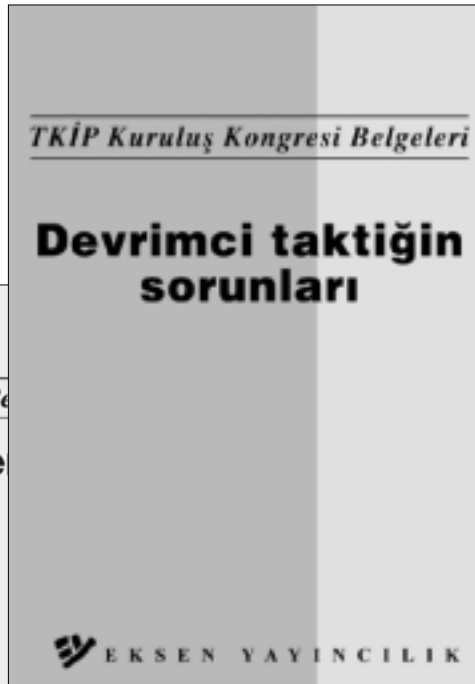 TKİP Kuruluş Kongresi Belgeleri
Devrimci taktiğin
sorunları
EKSEN YAYINCILIK